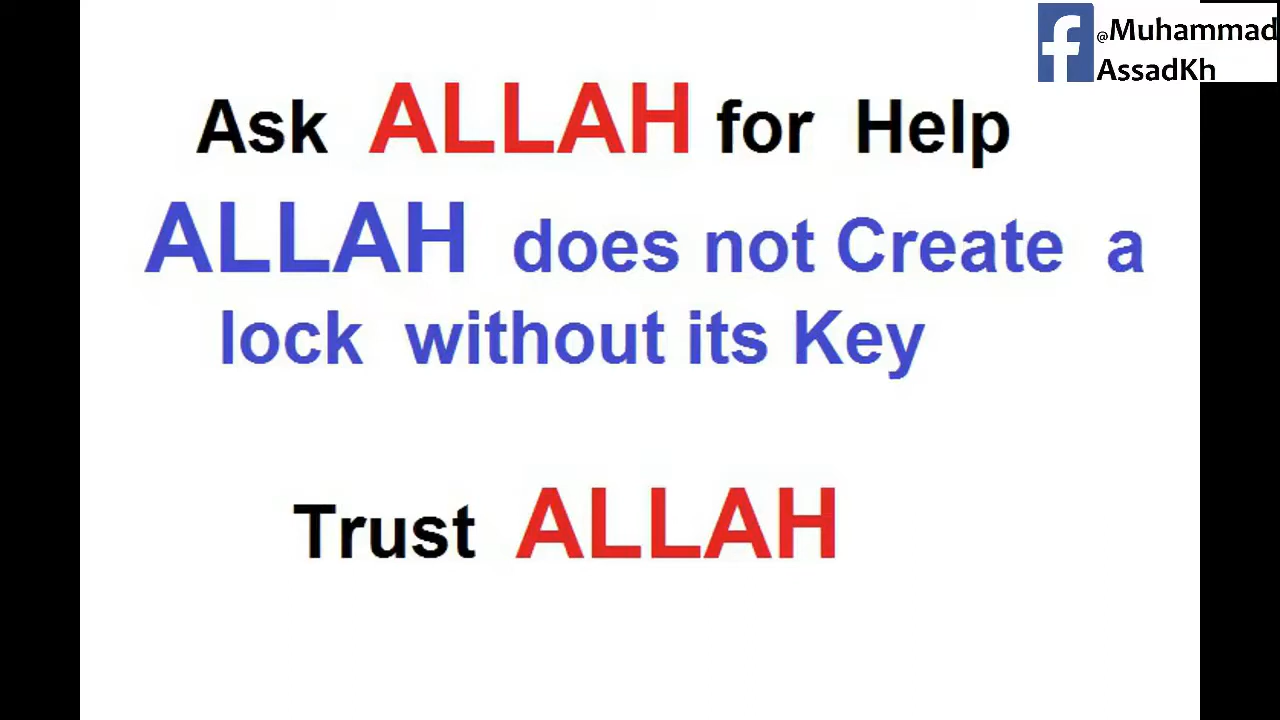 @Muhammad
AssadKh
Ask ALLAH for Help
ALLAH does not Create a
lock without its Key
Trust ALLAH